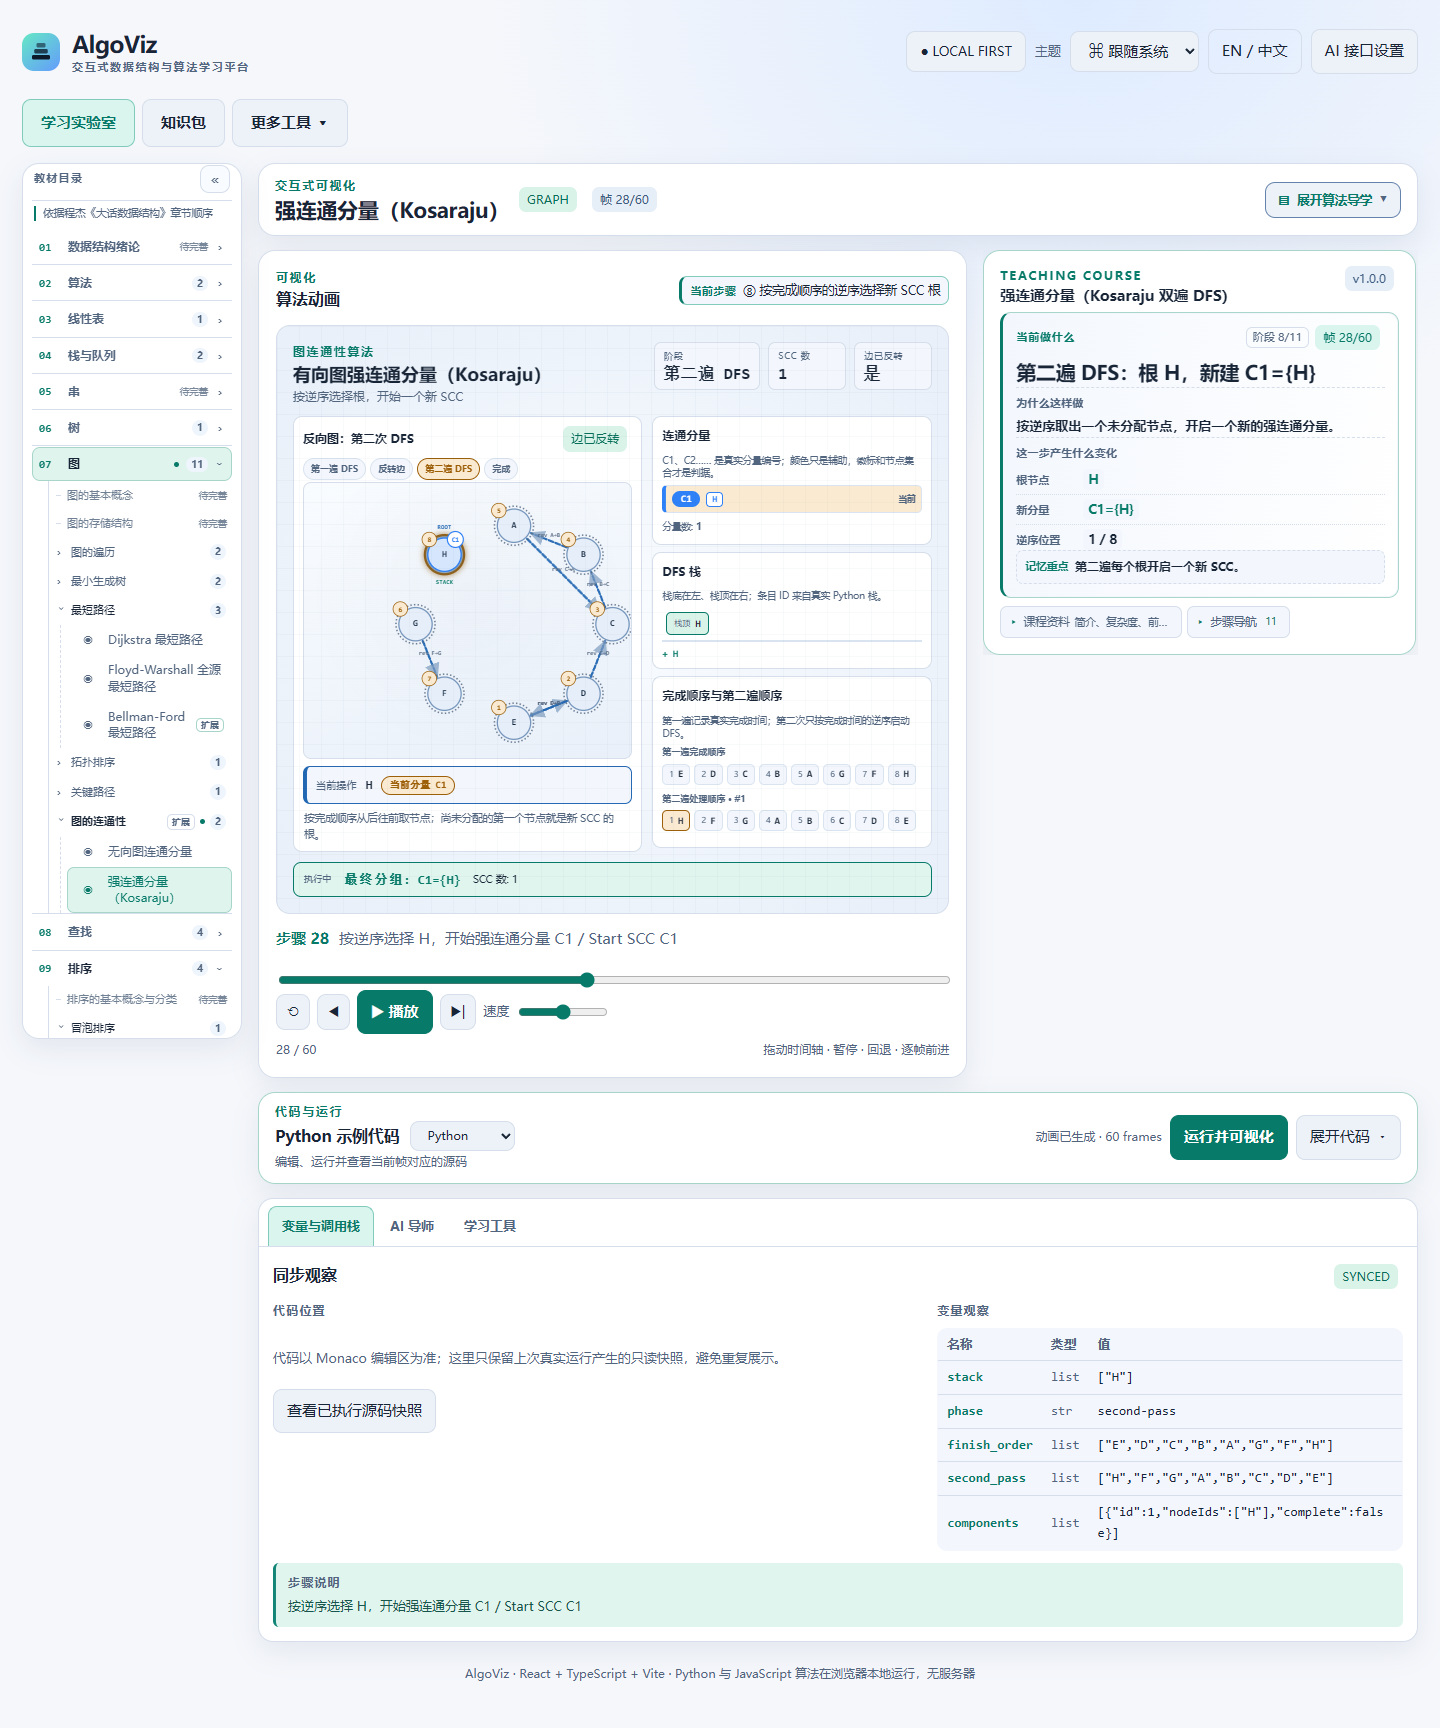 AlgoViz
交互式数据结构与算法学习平台
● LOCAL FIRST
主题
⌘ 跟随系统
EN / 中文
AI 接口设置
学习实验室
知识包
更多工具 ▼
教材目录
«
依据程杰《大话数据结构》章节顺序
01 数据结构绪论 待完善 ›
02 算法 2 ›
03 线性表 1 ›
04 栈与队列 2 ›
05 串 待完善 ›
06 树 1 ›
07 图 ● 11
图的基本概念 待完善
图的存储结构 待完善
› 图的遍历 2
› 最小生成树 2
最短路径 3
◉ Dijkstra 最短路径
◉ Floyd-Warshall 全源
最短路径
◉ Bellman-Ford
最短路径 扩展
› 拓扑排序 1
› 关键路径 1
图的连通性 扩展 ● 2
◉ 无向图连通分量
◉ 强连通分量
（Kosaraju）
08 查找 4 ›
09 排序 4
排序的基本概念与分类 待完善
冒泡排序 1
交互式可视化
强连通分量（Kosaraju）
GRAPH
帧 28/60
展开算法导学 ▼
可视化
算法动画
当前步骤 ⑧ 按完成顺序的逆序选择新 SCC 根
图连通性算法
有向图强连通分量（Kosaraju）
按逆序选择根，开始一个新 SCC
阶段
第二遍 DFS
SCC 数
1
边已反转
是
反向图：第二次 DFS
边已反转
第一遍 DFS
反转边
第二遍 DFS
完成
ROOT
8 C1
H
STACK
5
A
4
B
3
C
2
D
1
E
7
F
6
G
当前操作 H 当前分量 C1
按完成顺序从后往前取节点；尚未分配的第一个节点就是新 SCC 的
根。
连通分量
C1、C2…… 是真实分量编号；颜色只是辅助，徽标和节点集
合才是判据。
C1 H 当前
分量数: 1
DFS 栈
栈底在左、栈顶在右；条目 ID 来自真实 Python 栈。
栈顶 H
+ H
完成顺序与第二遍顺序
第一遍记录真实完成时间；第二次只按完成时间的逆序启动
DFS。
第一遍完成顺序
1 E 2 D 3 C 4 B 5 A 6 G 7 F 8 H
第二遍处理顺序 • #1
1 H 2 F 3 G 4 A 5 B 6 C 7 D 8 E
执行中 最终分组: C1={H} SCC 数: 1
步骤 28 按逆序选择 H，开始强连通分量 C1 / Start SCC C1
▶ 播放
速度
28 / 60
拖动时间轴 · 暂停 · 回退 · 逐帧前进
TEACHING COURSE
强连通分量（Kosaraju 双遍 DFS）
v1.0.0
当前做什么
阶段 8/11
帧 28/60
第二遍 DFS：根 H，新建 C1={H}
为什么这样做
按逆序取出一个未分配节点，开启一个新的强连通分量。
这一步产生什么变化
根节点 H
新分量 C1={H}
逆序位置 1 / 8
记忆重点 第二遍每个根开启一个新 SCC。
▸ 课程资料 简介、复杂度、前…
▸ 步骤导航 11
代码与运行
Python 示例代码
Python
编辑、运行并查看当前帧对应的源码
动画已生成 · 60 frames
运行并可视化
展开代码
变量与调用栈
AI 导师
学习工具
同步观察
SYNCED
代码位置
代码以 Monaco 编辑区为准；这里只保留上次真实运行产生的只读快照，避免重复展示。
查看已执行源码快照
变量观察
名称 类型 值
stack list ["H"]
phase str second-pass
finish_order list ["E","D","C","B","A","G","F","H"]
second_pass list ["H","F","G","A","B","C","D","E"]
components list [{"id":1,"nodeIds":["H"],"complete":fals
e}]
步骤说明
按逆序选择 H，开始强连通分量 C1 / Start SCC C1
AlgoViz · React + TypeScript + Vite · Python 与 JavaScript 算法在浏览器本地运行，无服务器